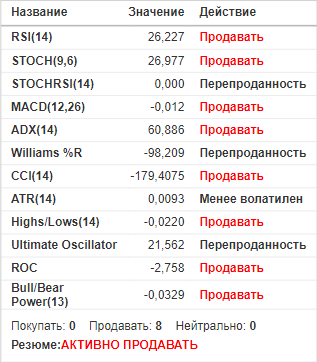 Название Значение Действие
RSI(14) 26,227 Продавать
STOCH(9,6) 26,977 Продавать
STOCHRSI(14) 0,000 Перепроданность
MACD(12,26) -0,012 Продавать
ADX(14) 60,886 Продавать
Williams %R -98,209 Перепроданность
CCI(14) -179,4075 Продавать
ATR(14) 0,0093 Менее волатилен
Highs/Lows(14) -0,0220 Продавать
Ultimate Oscillator 21,562 Перепроданность
ROC -2,758 Продавать
Bull/Bear
Power(13) -0,0329 Продавать
Покупать: 0 Продавать: 8 Нейтрально: 0
Резюме:АКТИВНО ПРОДАВАТЬ